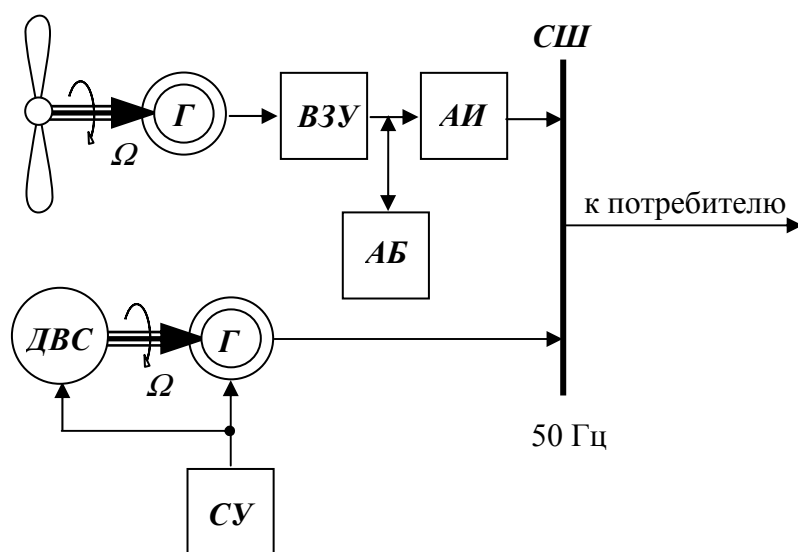 СШ
Г
ВЗУ
АИ
Ω
к потребителю
АБ
ДВС
Г
Ω
50 Гц
СУ